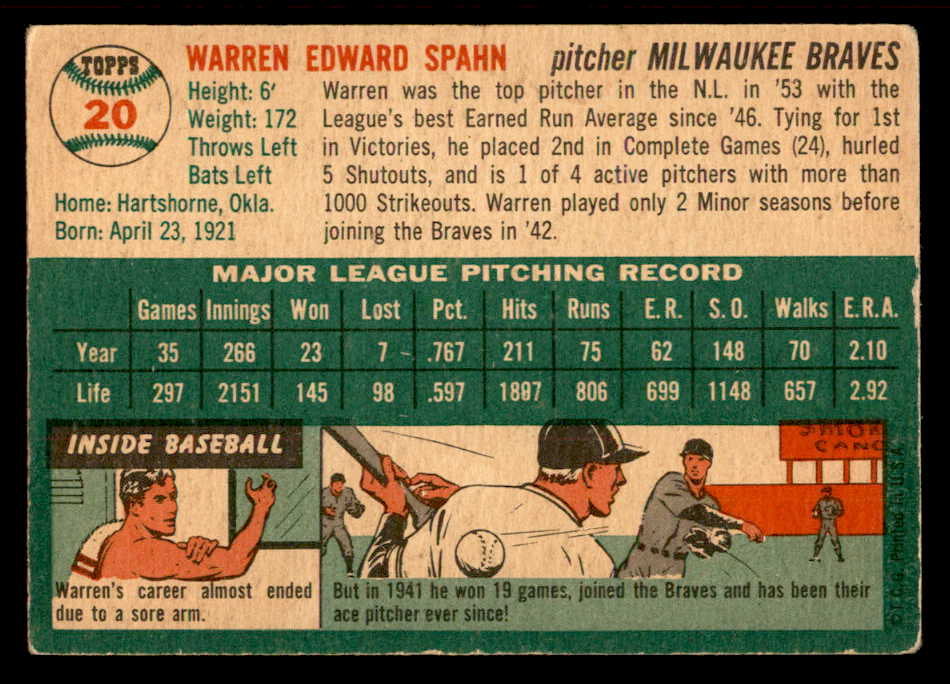 TOPPS
20
WARREN EDWARD SPAHN
pitcher MILWAUKEE BRAVES
Height: 6'
Weight: 172
Throws Left
Bats Left
Home: Hartshorne, Okla.
Born: April 23, 1921
Warren was the top pitcher in the N.L. in '53 with the
League's best Earned Run Average since '46. Tying for 1st
in Victories, he placed 2nd in Complete Games (24), hurled
5 Shutouts, and is 1 of 4 active pitchers with more than
1000 Strikeouts. Warren played only 2 Minor seasons before
joining the Braves in '42.
MAJOR LEAGUE PITCHING RECORD
Games Innings Won Lost Pct. Hits Runs E.R. S.O. Walks E.R.A.
Year 35 266 23 7 .767 211 75 62 148 70 2.10
Life 297 2151 145 98 .597 1897 806 699 1148 657 2.92
INSIDE BASEBALL
Warren's career almost ended
due to a sore arm.
But in 1941 he won 19 games, joined the Braves and has been their
ace pitcher ever since!
CANC
©T.C.G. Printed in U.S.A.